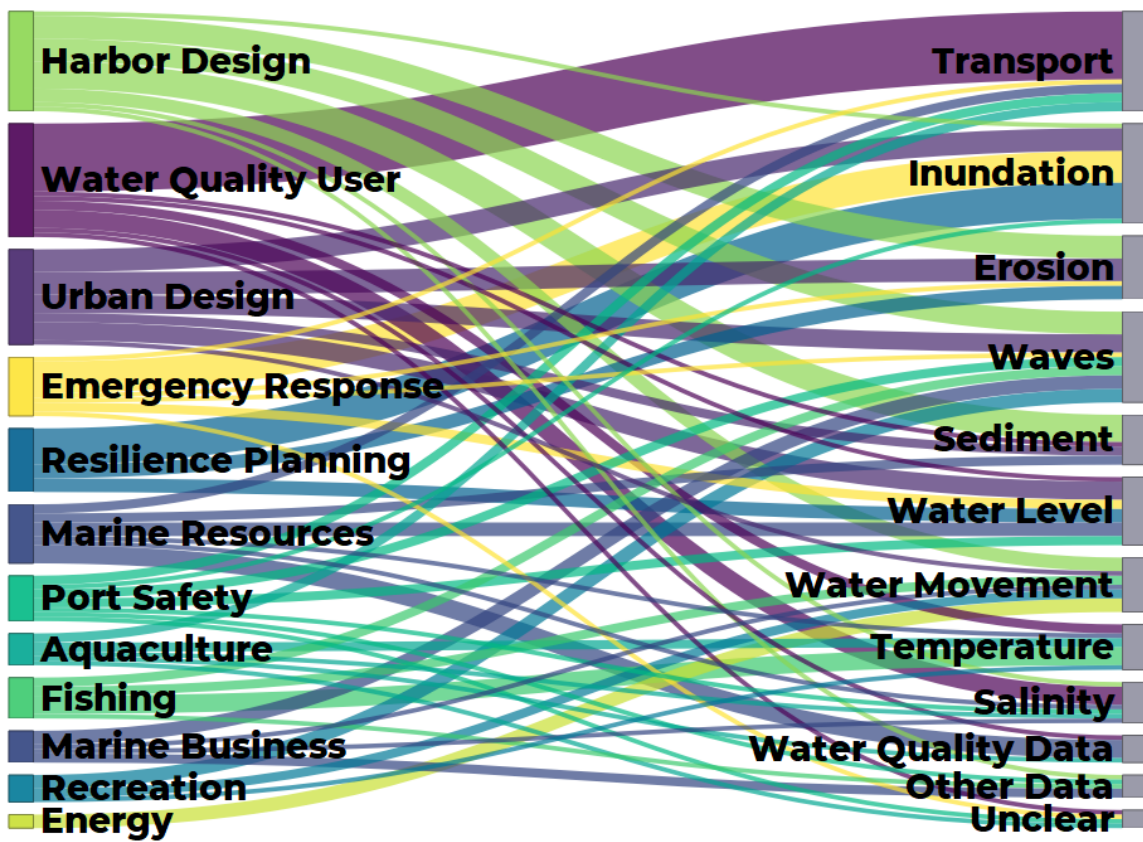 Harbor Design
Water Quality User
Urban Design
Emergency Response
Resilience Planning
Marine Resources
Port Safety
Aquaculture
Fishing
Marine Business
Recreation
Energy
Transport
Inundation
Erosion
Waves
Sediment
Water Level
Water Movement
Temperature
Salinity
Water Quality Data
Other Data
Unclear